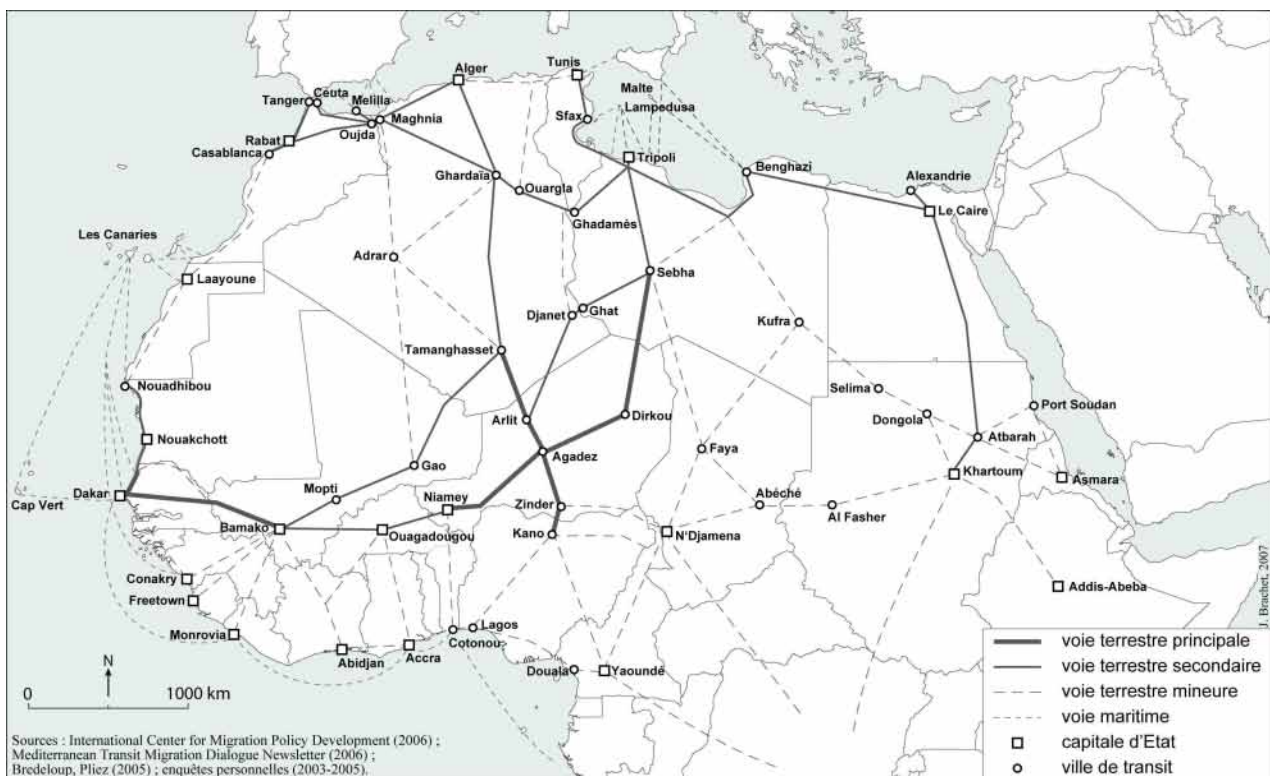 Alger
Tunis
Ceuta
Melilla
Malte
Tanger
Lampedusa
Maghnia
Sfax
Rabat
Oujda
Casablanca
Tripoli
Benghazi
Ghardaïa
Alexandrie
Ouargla
Le Caire
Ghadamès
Les Canaries
Adrar
Sebha
Laayoune
Ghat
Djanet
Kufra
Tamanghasset
Nouadhibou
Selima
Port Soudan
Dirkou
Dongola
Arlit
Atbarah
Nouakchott
Faya
Agadez
Gao
Khartoum
Asmara
Dakar
Mopti
Niamey
Abéché
Cap Vert
Zinder
Al Fasher
Bamako
Ouagadougou
Kano
N'Djamena
Conakry
Addis-Abeba
Freetown
Lagos
Monrovia
Cotonou
Abidjan
Accra
Douala
Yaoundé
N
0 1000 km
Sources : International Center for Migration Policy Development (2006) ;
Mediterranean Transit Migration Dialogue Newsletter (2006) ;
Bredeloup, Pliez (2005) ; enquêtes personnelles (2003-2005).
voie terrestre principale
voie terrestre secondaire
voie terrestre mineure
voie maritime
capitale d'Etat
ville de transit
J. Brachet, 2007